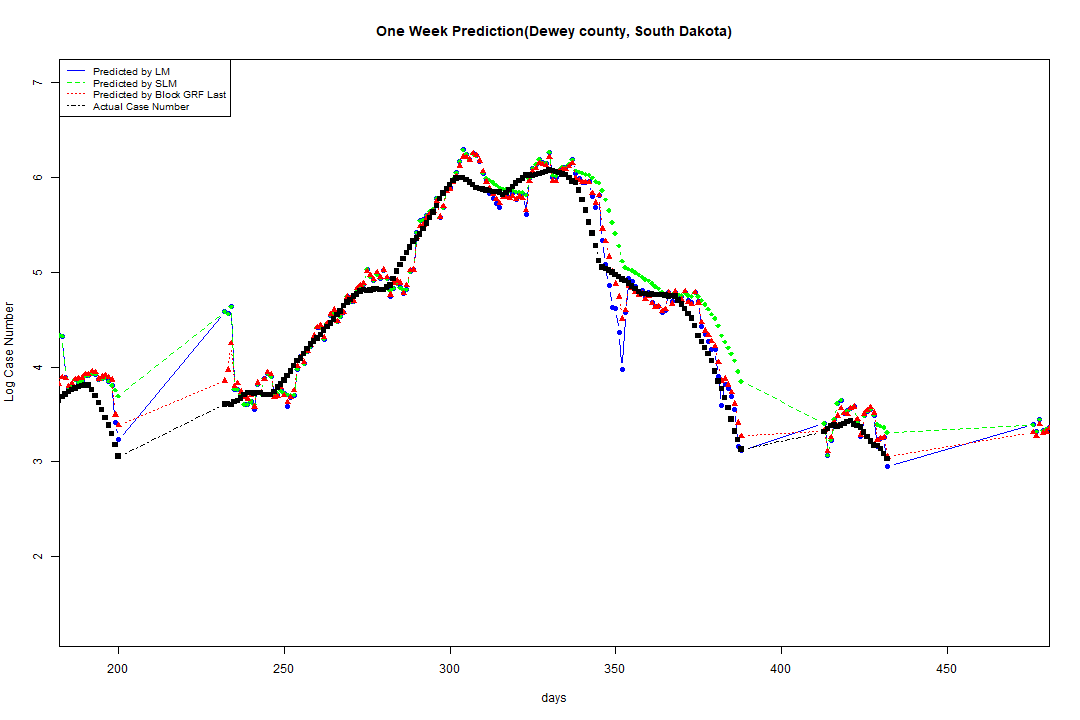 One Week Prediction(Dewey county, South Dakota)
Predicted by LM
Predicted by SLM
Predicted by Block GRF Last
Actual Case Number
7
6
5
4
3
2
Log Case Number
200 250 300 350 400 450
days